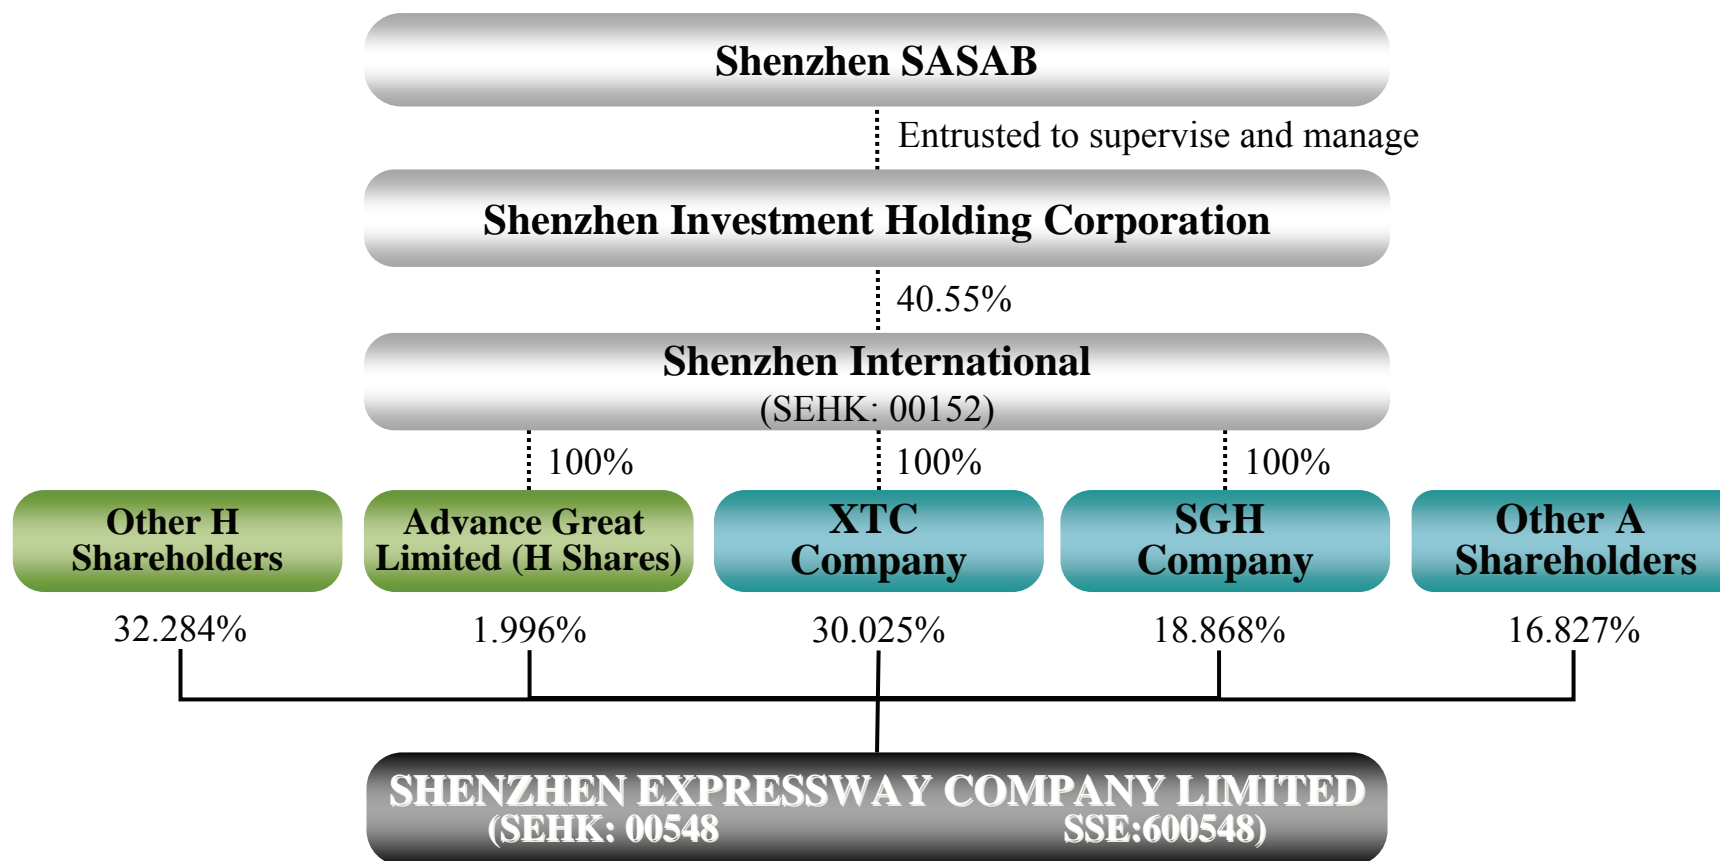 Shenzhen SASAB
Entrusted to supervise and manage
Shenzhen Investment Holding Corporation
40.55%
Shenzhen International
(SEHK: 00152)
100%
100%
100%
Other H
Shareholders
Advance Great
Limited (H Shares)
XTC
Company
SGH
Company
Other A
Shareholders
32.284%
1.996%
30.025%
18.868%
16.827%
SHENZHEN EXPRESSWAY COMPANY LIMITED
(SEHK: 00548 SSE:600548)